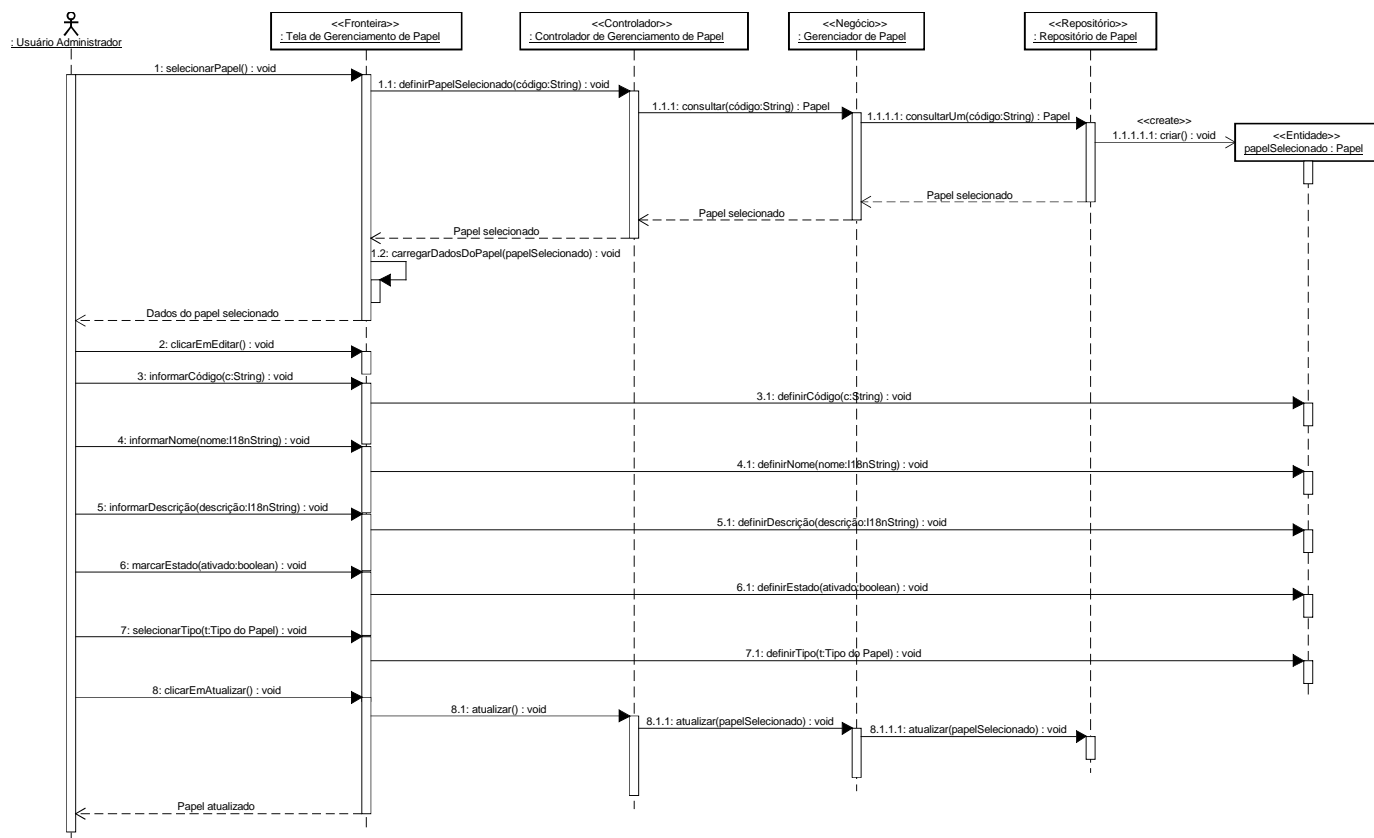 <<Fronteira>>
<<Controlador>>
<<Negócio>>
<<Repositório>>
: Usuário Administrador
: Tela de Gerenciamento de Papel
: Controlador de Gerenciamento de Papel
: Gerenciador de Papel
: Repositório de Papel
1: selecionarPapel() : void
1.1: definirPapelSelecionado(código:String) : void
1.1.1: consultar(código:String) : Papel
1.1.1.1: consultarUm(código:String) : Papel
<<create>>
1.1.1.1.1: criar() : void
<<Entidade>>
papelSelecionado : Papel
Papel selecionado
Papel selecionado
Papel selecionado
1.2: carregarDadosDoPapel(papelSelecionado) : void
Dados do papel selecionado
2: clicarEmEditar() : void
3: informarCódigo(c:String) : void
3.1: definirCódigo(c:String) : void
4: informarNome(nome:I18nString) : void
4.1: definirNome(nome:I18nString) : void
5: informarDescrição(descrição:I18nString) : void
5.1: definirDescrição(descrição:I18nString) : void
6: marcarEstado(ativado:boolean) : void
6.1: definirEstado(ativado:boolean) : void
7: selecionarTipo(t:Tipo do Papel) : void
7.1: definirTipo(t:Tipo do Papel) : void
8: clicarEmAtualizar() : void
8.1: atualizar() : void
8.1.1: atualizar(papelSelecionado) : void
8.1.1.1: atualizar(papelSelecionado) : void
Papel atualizado